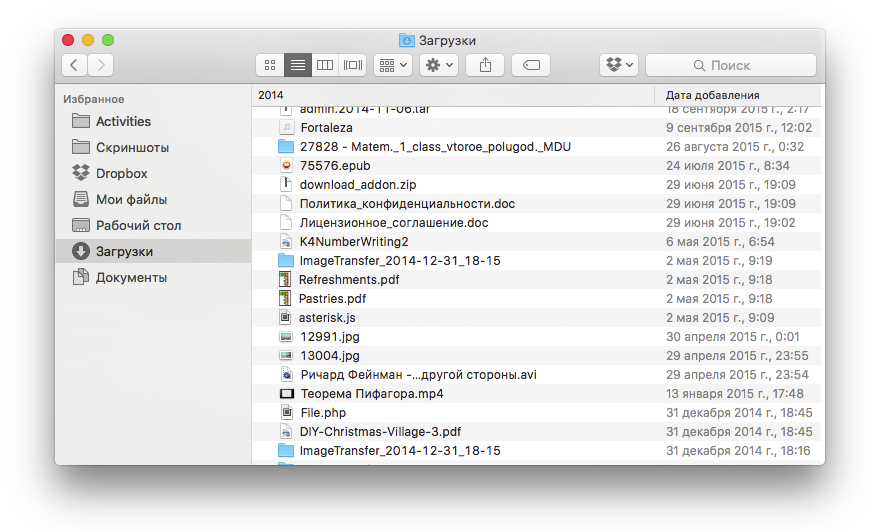 Загрузки
Поиск
Избранное
Activities
Скриншоты
Dropbox
Мои файлы
Рабочий стол
Загрузки
Документы
2014 Дата добавления
admin.2014-11-06.tar 18 сентября 2015 г., 2:17
Fortaleza 9 сентября 2015 г., 12:02
27828 - Matem._1_class_vtoroe_polugod._MDU 26 августа 2015 г., 0:32
75576.epub 24 июля 2015 г., 8:34
download_addon.zip 29 июня 2015 г., 19:09
Политика_конфиденциальности.doc 29 июня 2015 г., 19:09
Лицензионное_соглашение.doc 29 июня 2015 г., 19:02
K4NumberWriting2 6 мая 2015 г., 6:54
ImageTransfer_2014-12-31_18-15 2 мая 2015 г., 9:19
Refreshments.pdf 2 мая 2015 г., 9:18
Pastries.pdf 2 мая 2015 г., 9:18
asterisk.js 2 мая 2015 г., 9:09
12991.jpg 30 апреля 2015 г., 0:01
13004.jpg 29 апреля 2015 г., 23:55
Ричард Фейнман -...другой стороны.avi 29 апреля 2015 г., 23:54
Теорема Пифагора.mp4 13 января 2015 г., 17:48
File.php 31 декабря 2014 г., 18:45
DIY-Christmas-Village-3.pdf 31 декабря 2014 г., 18:45
ImageTransfer_2014-12-31_18-15 31 декабря 2014 г., 18:16